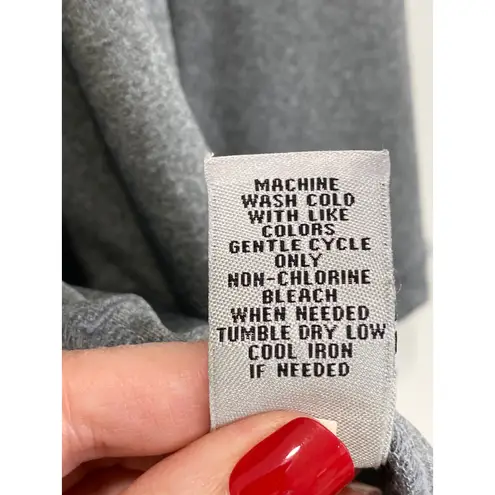 MACHINE
WASH COLD
WITH LIKE
COLORS
GENTLE CYCLE
ONLY
NON-CHLORINE
BLEACH
WHEN NEEDED
TUMBLE DRY LOW
COOL IRON
IF NEEDED